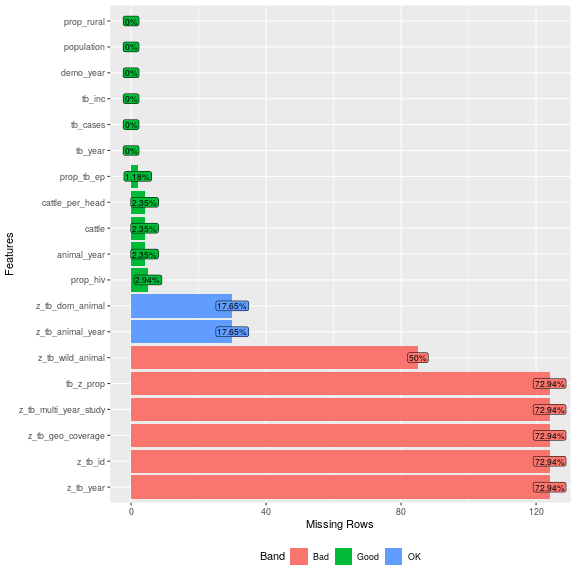 prop_rural
0%
population
0%
demo_year
0%
tb_inc
0%
tb_cases
0%
tb_year
0%
prop_tb_ep
1.18%
cattle_per_head
2.35%
cattle
2.35%
animal_year
2.35%
prop_hiv
2.94%
z_tb_dom_animal
17.65%
z_tb_animal_year
17.65%
z_tb_wild_animal
50%
tb_z_prop
72.94%
z_tb_multi_year_study
72.94%
z_tb_geo_coverage
72.94%
z_tb_id
72.94%
z_tb_year
72.94%
Features
0 40 80 120
Missing Rows
Band Bad Good OK